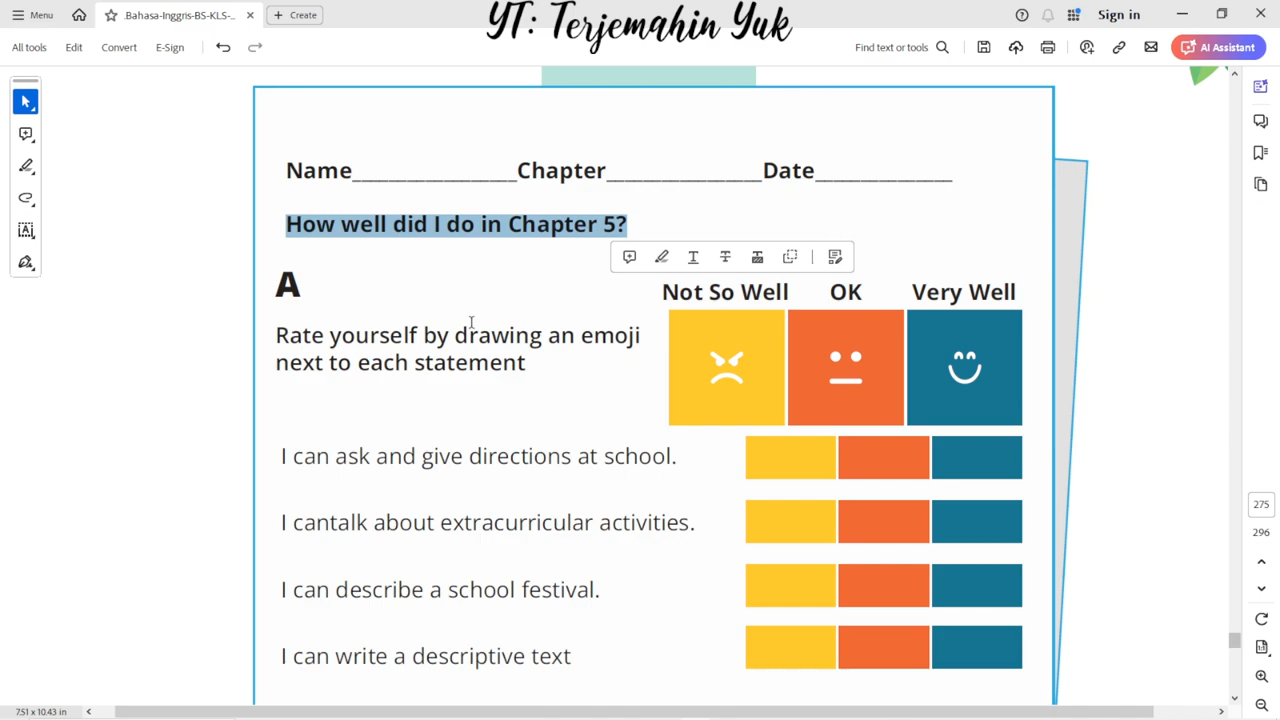 Menu
.Bahasa-Inggris-BS-KLS-...
Create
YT: Terjemahin Yuk
Sign in
All tools
Edit
Convert
E-Sign
Find text or tools
AI Assistant
Name_______________Chapter______________Date____________
How well did I do in Chapter 5?
A
Not So Well
OK
Very Well
Rate yourself by drawing an emoji
next to each statement
I can ask and give directions at school.
I cantalk about extracurricular activities.
I can describe a school festival.
I can write a descriptive text
275
296
7.51 x 10.43 in